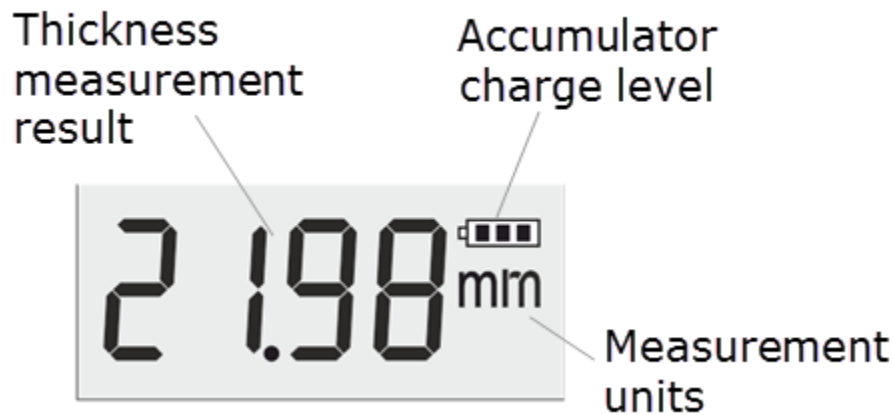 Thickness
measurement
result
Accumulator
charge level
21.98
mm
Measurement
units